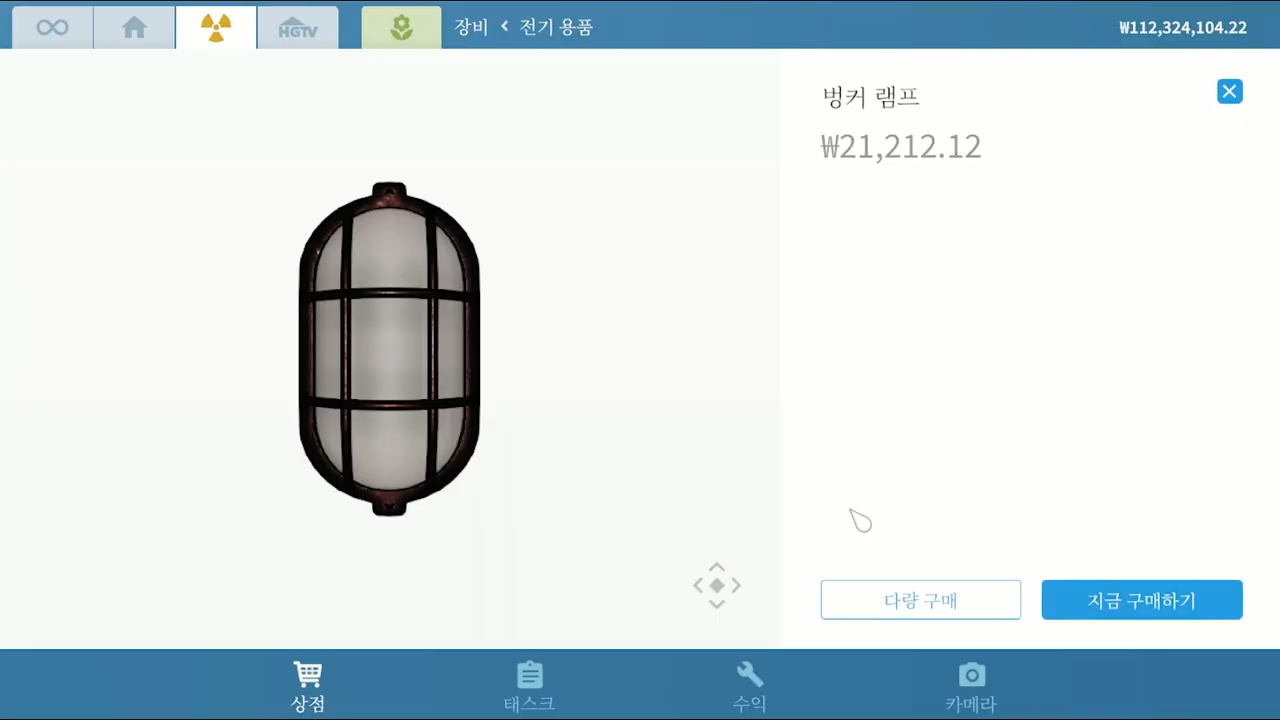 HGTV
장비 < 전기 용품
₩112,324,104.22
벙커 램프
₩21,212.12
다량 구매
지금 구매하기
상점
태스크
수익
카메라